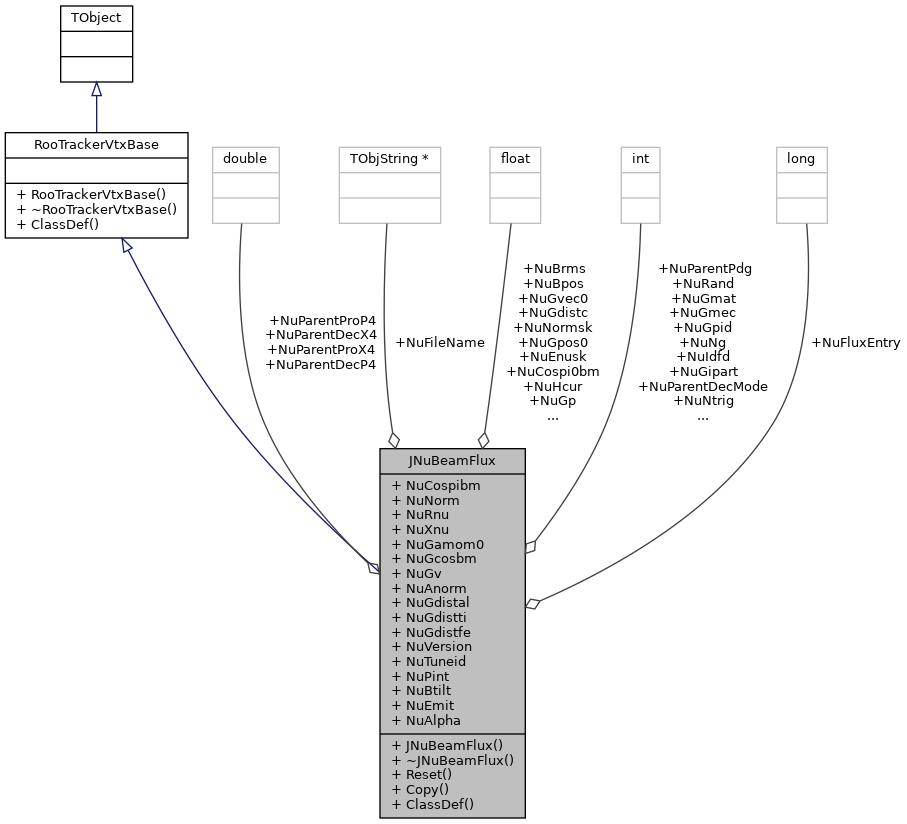 TObject
RooTrackerVtxBase
+ RooTrackerVtxBase()
+ ~RooTrackerVtxBase()
+ ClassDef()
double
TObjString *
float
int
long
+NuParentProP4
+NuParentDecX4
+NuParentProX4
+NuParentDecP4
+NuFileName
+NuBrms
+NuBpos
+NuGvec0
+NuGdistc
+NuNormsk
+NuGpos0
+NuEnusk
+NuCospi0bm
+NuHcur
+NuGp
...
+NuParentPdg
+NuRand
+NuGmat
+NuGmec
+NuGpid
+NuNg
+NuIdfd
+NuGipart
+NuParentDecMode
+NuNtrig
...
+NuFluxEntry
JNuBeamFlux
+ NuCospibm
+ NuNorm
+ NuRnu
+ NuXnu
+ NuGamom0
+ NuGcosbm
+ NuGv
+ NuAnorm
+ NuGdistal
+ NuGdistti
+ NuGdistfe
+ NuVersion
+ NuTuneid
+ NuPint
+ NuBtilt
+ NuEmit
+ NuAlpha
+ JNuBeamFlux()
+ ~JNuBeamFlux()
+ Reset()
+ Copy()
+ ClassDef()